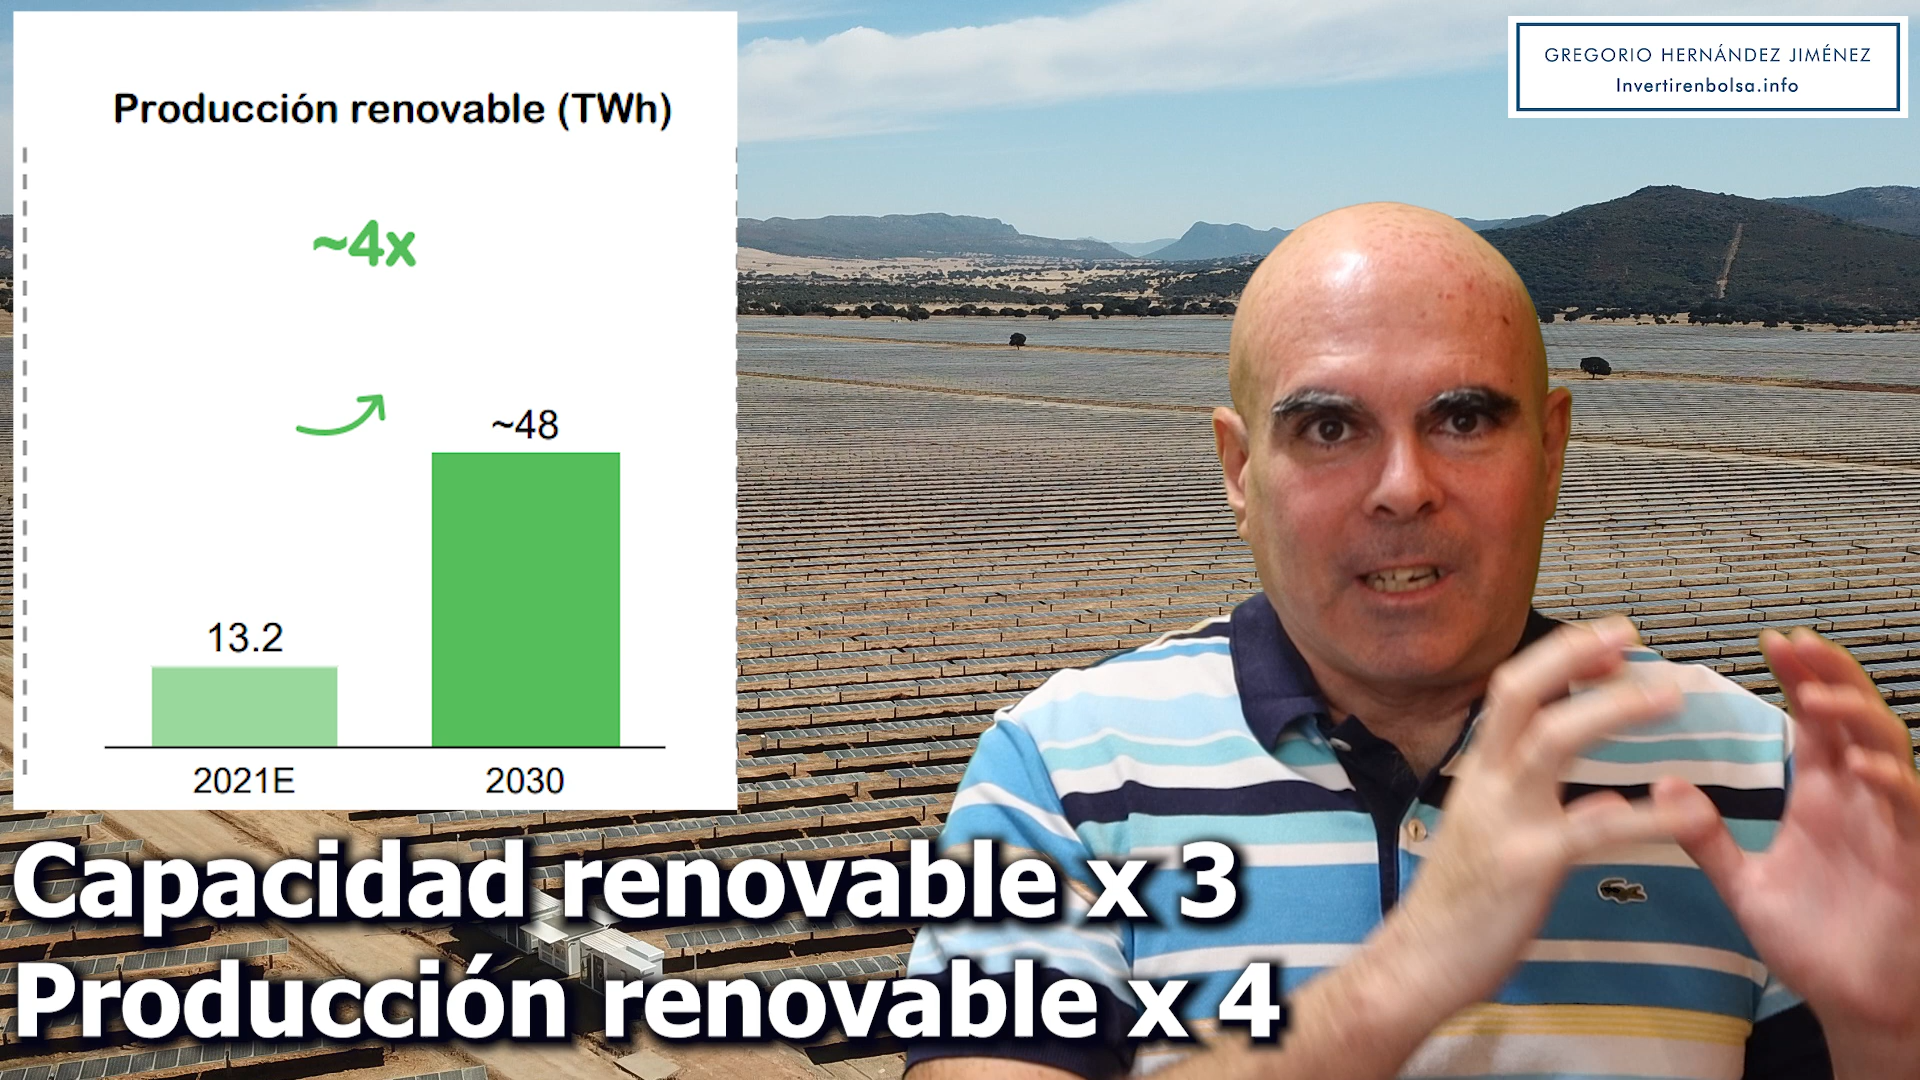 Producción renovable (TWh)
~4x
~48
13.2
2021E
2030
GREGORIO HERNÁNDEZ JIMÉNEZ
Invertirenbolsa.info
Capacidad renovable x 3
Producción renovable x 4